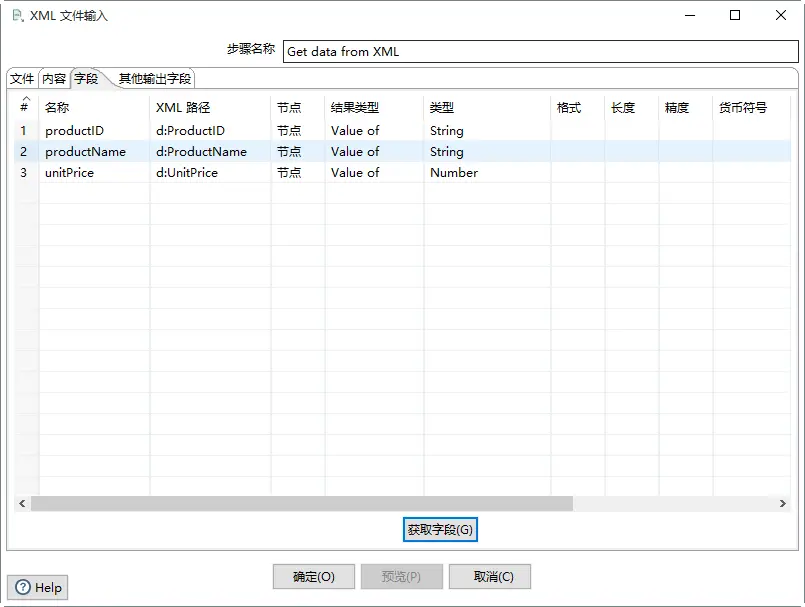 XML 文件输入
步骤名称 Get data from XML
文件 内容 字段 其他输出字段
# 名称 XML 路径 节点 结果类型 类型 格式 长度 精度 货币符号
1 productID d:ProductID 节点 Value of String
2 productName d:ProductName 节点 Value of String
3 unitPrice d:UnitPrice 节点 Value of Number
获取字段(G)
确定(O) 预览(P) 取消(C)
Help